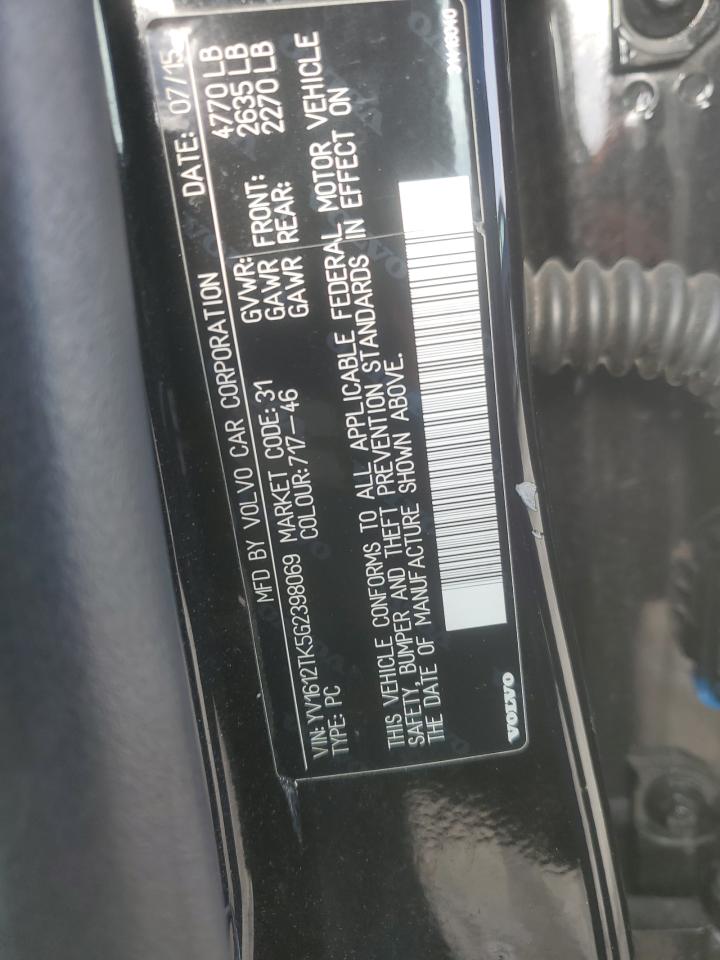 MFD BY VOLVO CAR CORPORATION DATE: 07/15
VIN: YV1612TK5G2398069 MARKET CODE: 31 GVWR: 4770 LB
TYPE: PC COLOUR: 717-46 GAWR FRONT: 2635 LB
GAWR REAR: 2270 LB
THIS VEHICLE CONFORMS TO ALL APPLICABLE FEDERAL MOTOR VEHICLE
SAFETY, BUMPER AND THEFT PREVENTION STANDARDS IN EFFECT ON
THE DATE OF MANUFACTURE SHOWN ABOVE.
VOLVO